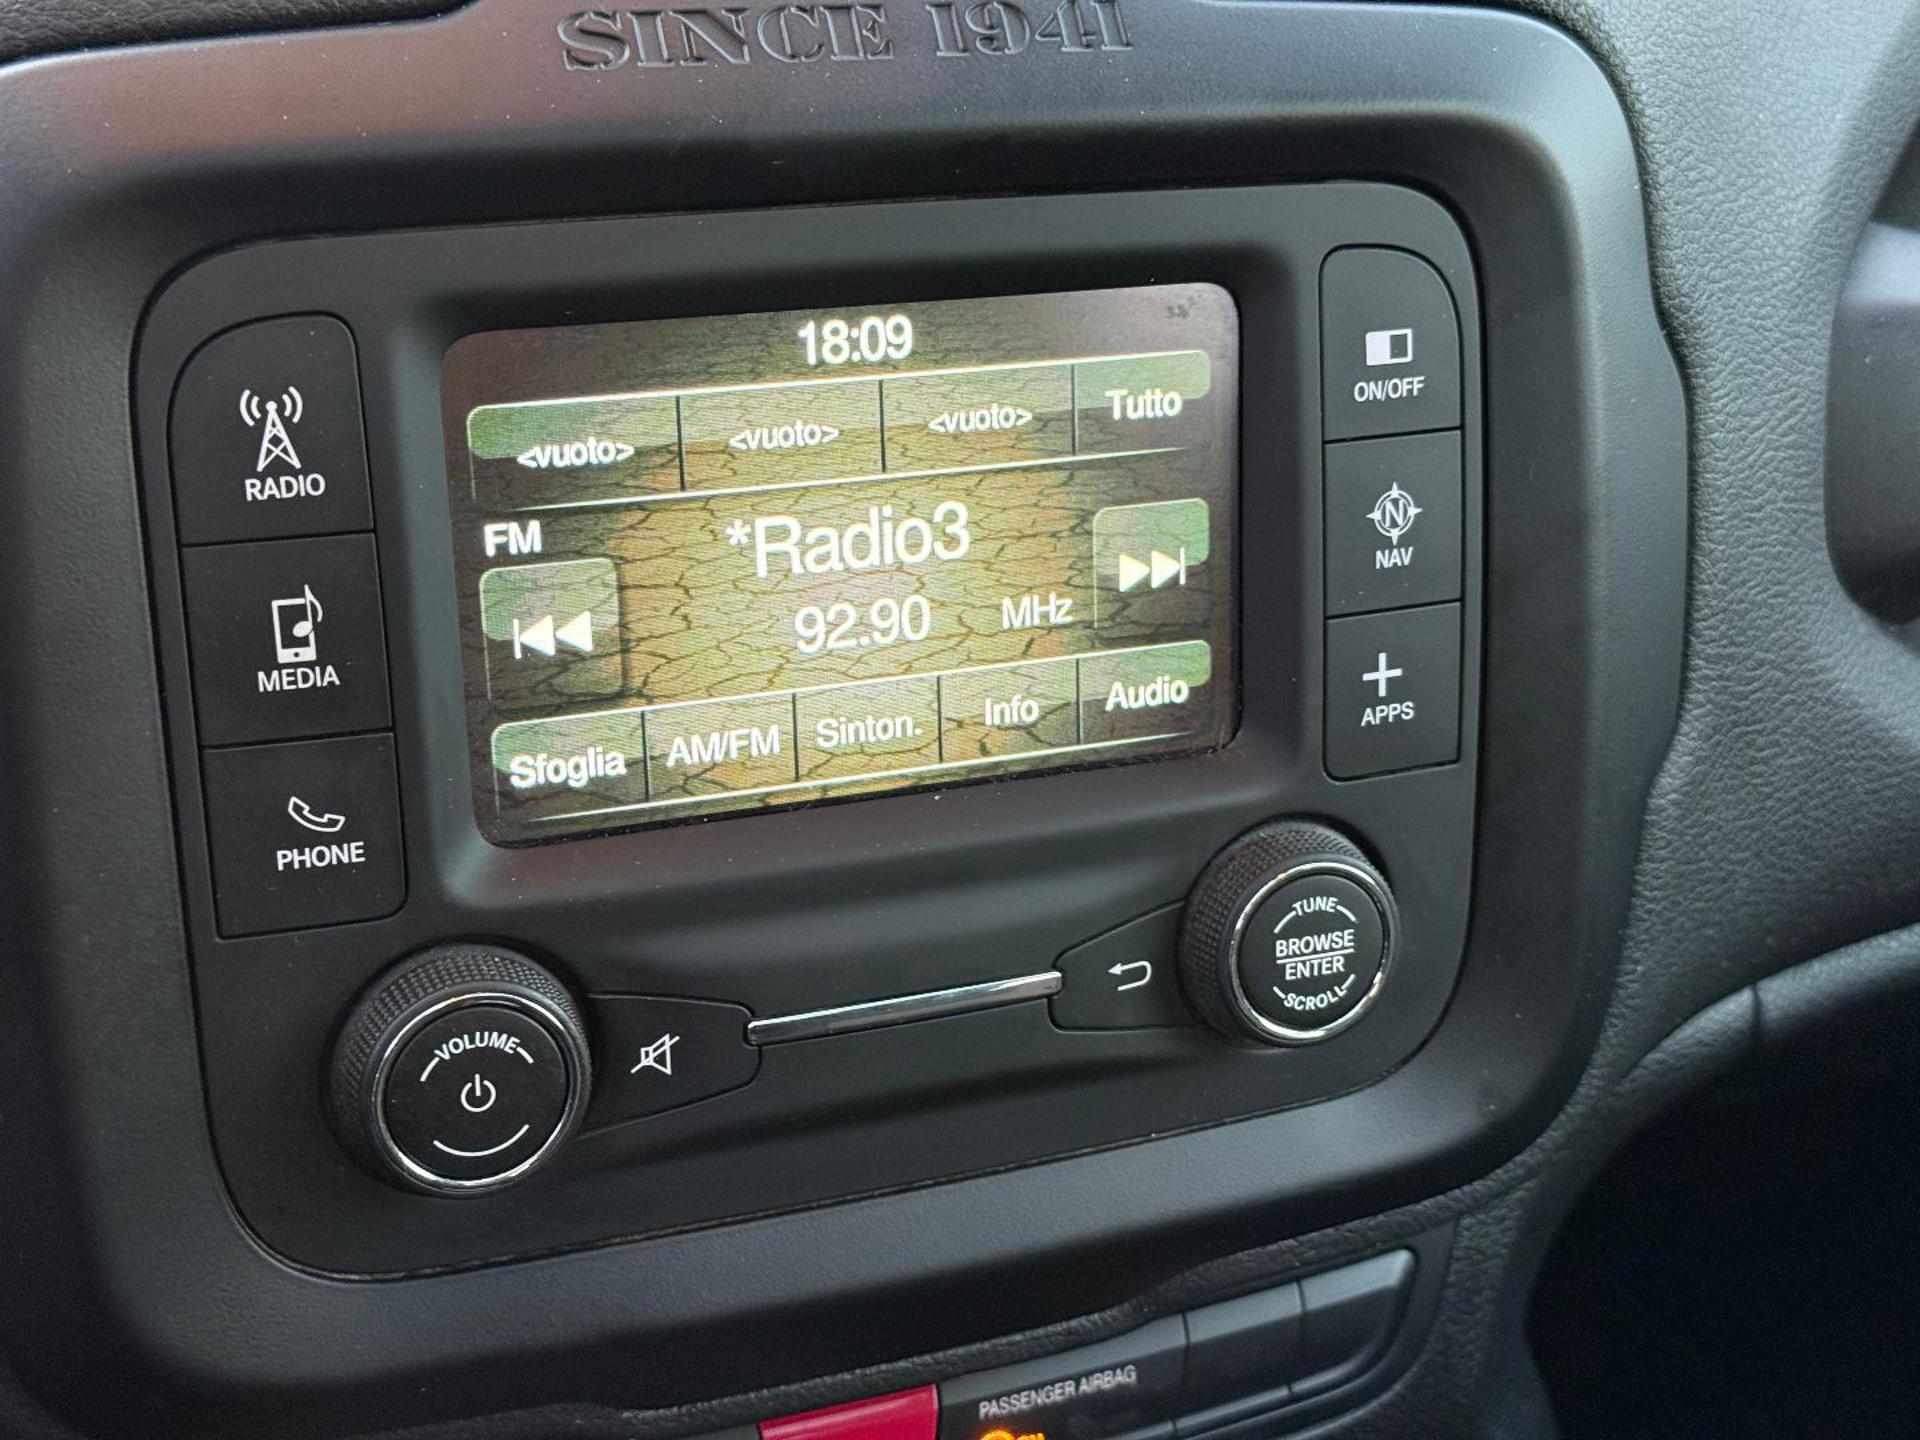 SINCE 1941
18:09
<vuoto> <vuoto> <vuoto> Tutto
FM
*Radio3
92.90 MHz
Sfoglia AM/FM Sinton. Info Audio
RADIO
MEDIA
PHONE
ON/OFF
NAV
APPS
VOLUME
TUNE
BROWSE
ENTER
SCROLL
PASSENGER AIRBAG